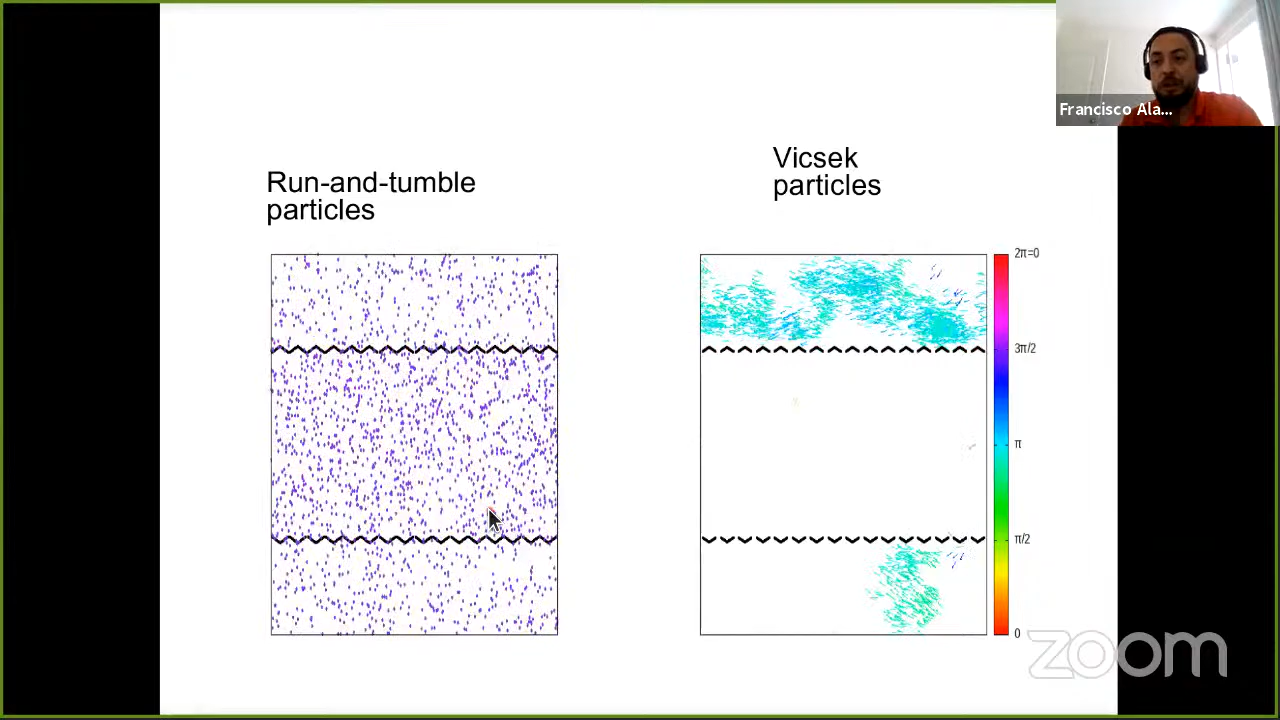 Francisco Ala...
Vicsek
particles
Run-and-tumble
particles
2π=0
3π/2
π
π/2
0
zoom